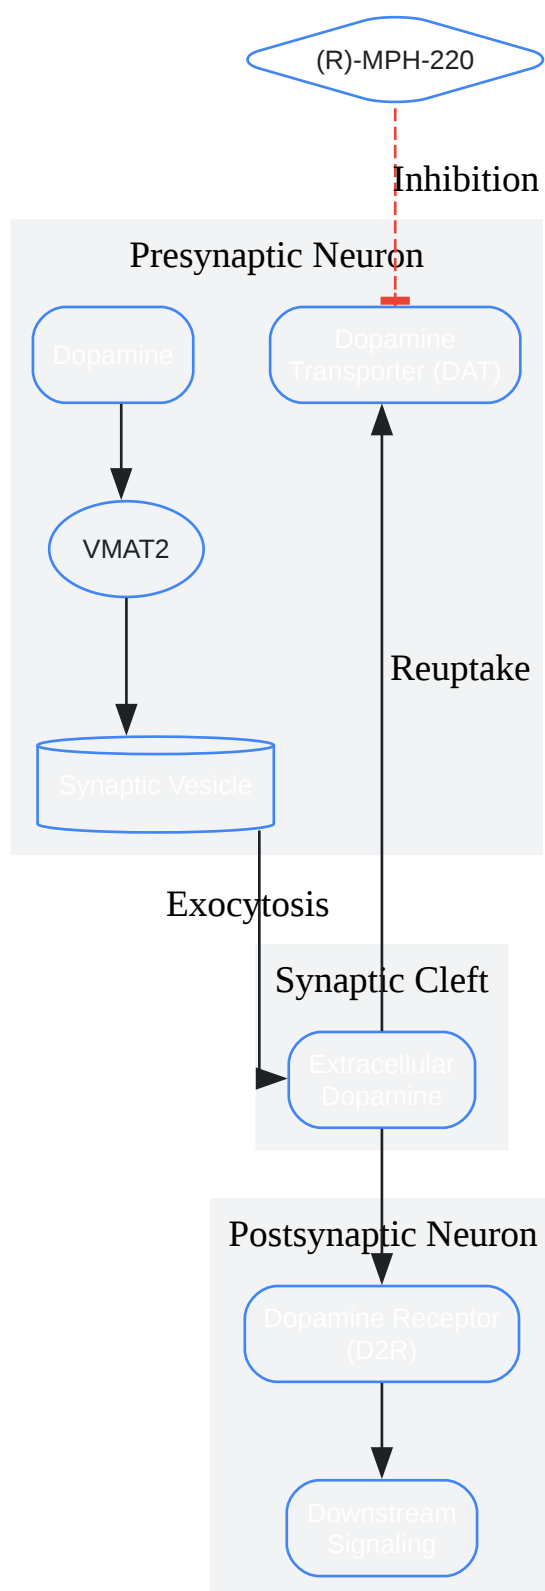 (R)-MPH-220
Inhibition
Presynaptic Neuron
Dopamine
Dopamine
Transporter (DAT)
VMAT2
Reuptake
Synaptic Vesicle
Exocytosis
Synaptic Cleft
Extracellular
Dopamine
Postsynaptic Neuron
Dopamine Receptor
(D2R)
Downstream
Signaling